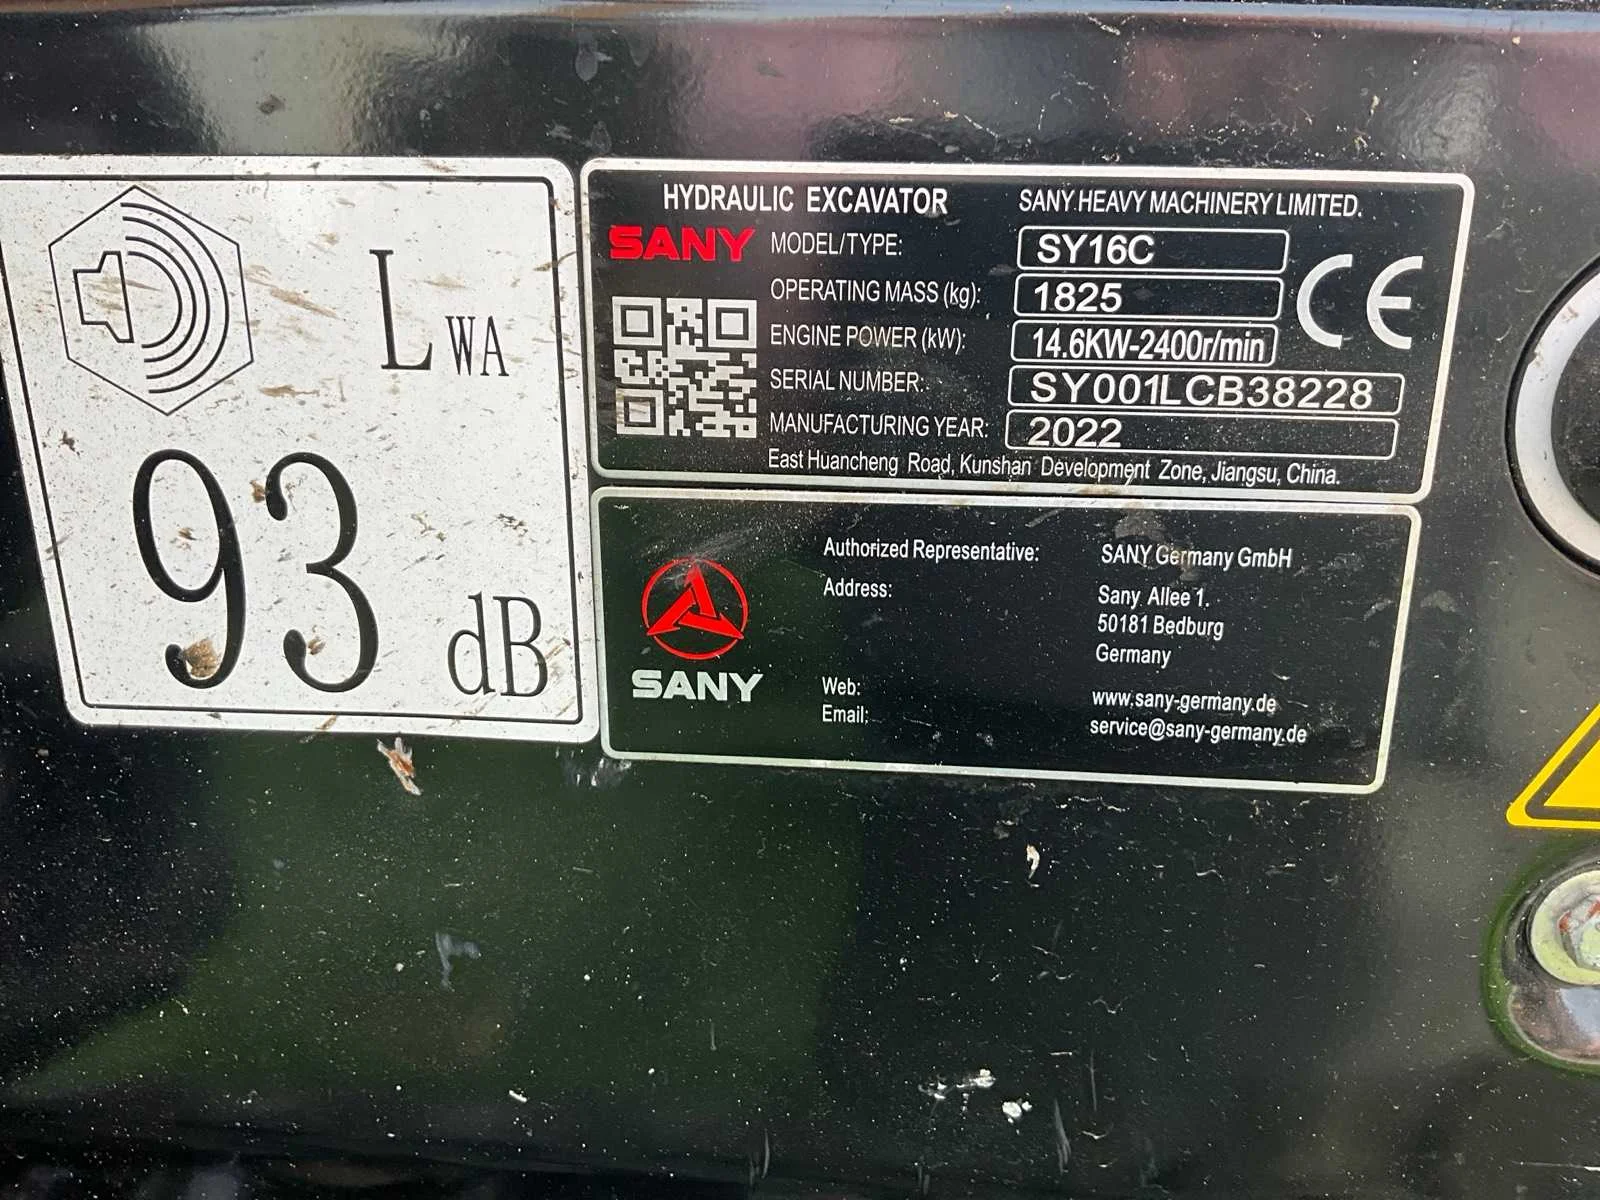 LWA
93 dB
HYDRAULIC EXCAVATOR SANY HEAVY MACHINERY LIMITED.
SANY MODEL/TYPE: SY16C
OPERATING MASS (kg): 1825
CE
ENGINE POWER (kW): 14.6KW-2400r/min
SERIAL NUMBER: SY001LCB38228
MANUFACTURING YEAR: 2022
East Huancheng Road, Kunshan Development Zone, Jiangsu, China.
SANY
Authorized Representative: SANY Germany GmbH
Address: Sany Allee 1.
50181 Bedburg
Germany
Web: www.sany-germany.de
Email: service@sany-germany.de